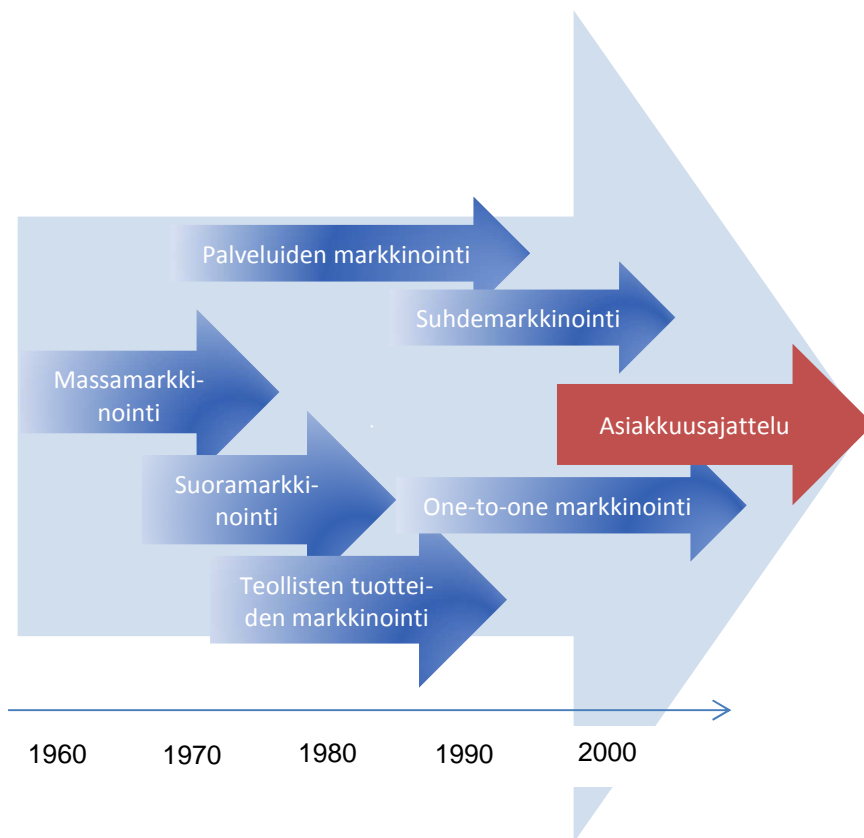 Palveluiden markkinointi
Suhdemarkkinointi
Massamarkki-
nointi
Asiakkuusajattelu
Suoramarkki-
nointi
One-to-one markkinointi
Teollisten tuottei-
den markkinointi
1960 1970 1980 1990 2000